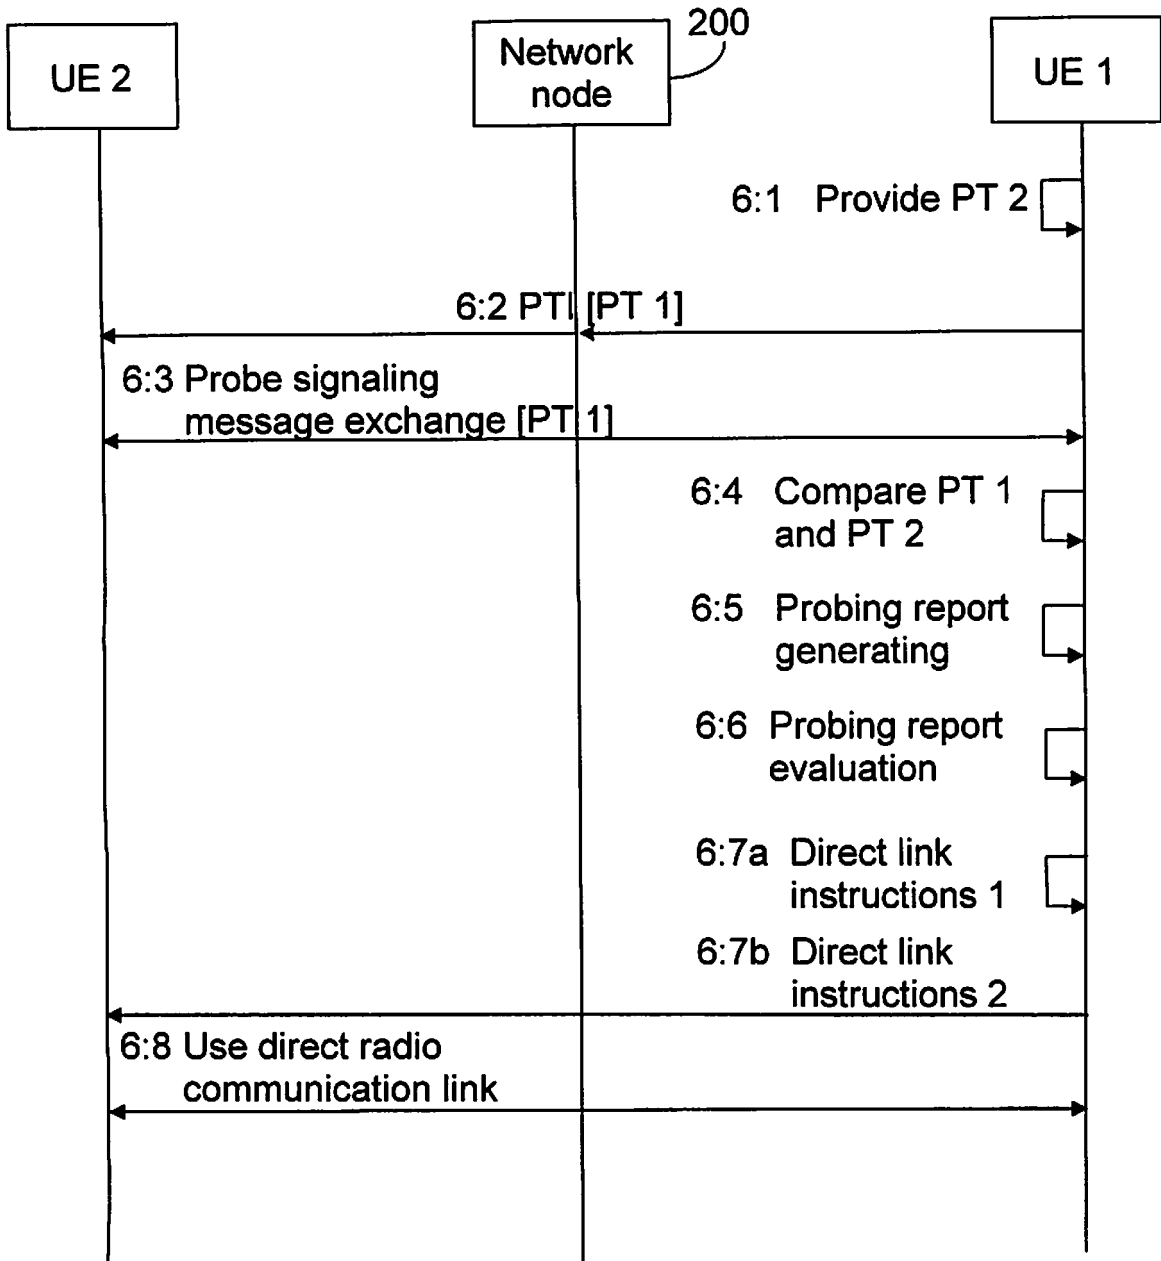 200
UE 2
Network
node
UE 1
6:1 Provide PT 2
6:2 PTI [PT 1]
6:3 Probe signaling
message exchange [PT 1]
6:4 Compare PT 1
and PT 2
6:5 Probing report
generating
6:6 Probing report
evaluation
6:7a Direct link
instructions 1
6:7b Direct link
instructions 2
6:8 Use direct radio
communication link